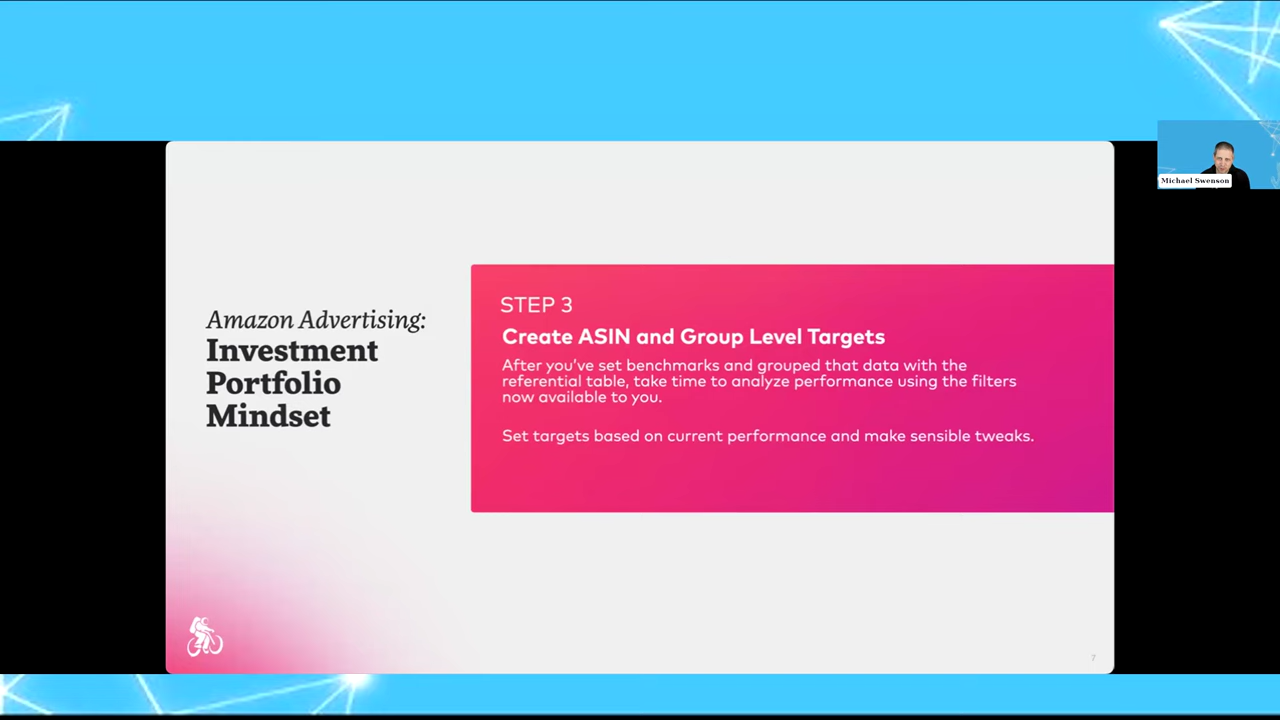 Amazon Advertising:
Investment
Portfolio
Mindset
STEP 3
Create ASIN and Group Level Targets
After you've set benchmarks and grouped that data with the
referential table, take time to analyze performance using the filters
now available to you.
Set targets based on current performance and make sensible tweaks.
7
Michael Swenson